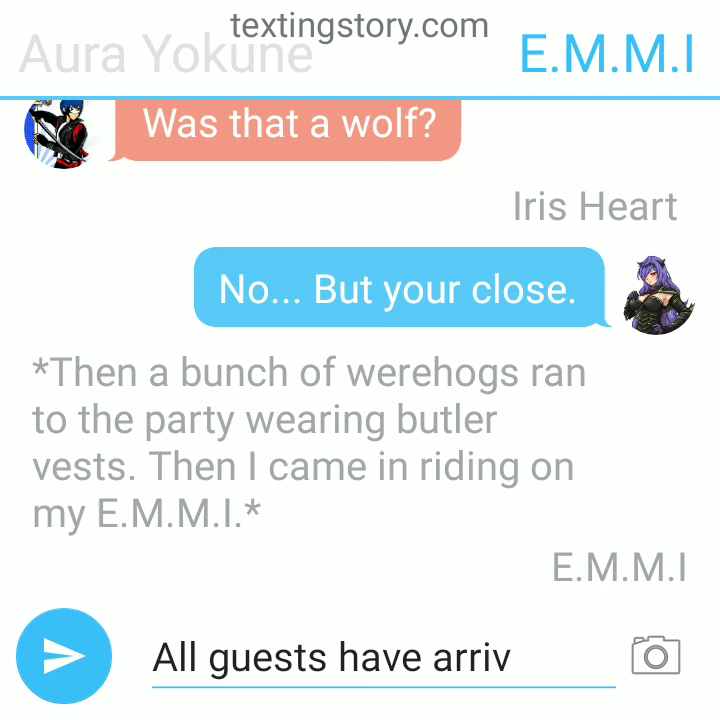 textingstory.com
Aura Yokune
E.M.M.I
Was that a wolf?
Iris Heart
No... But your close.
*Then a bunch of werehogs ran
to the party wearing butler
vests. Then I came in riding on
my E.M.M.I.*
E.M.M.I
All guests have arriv